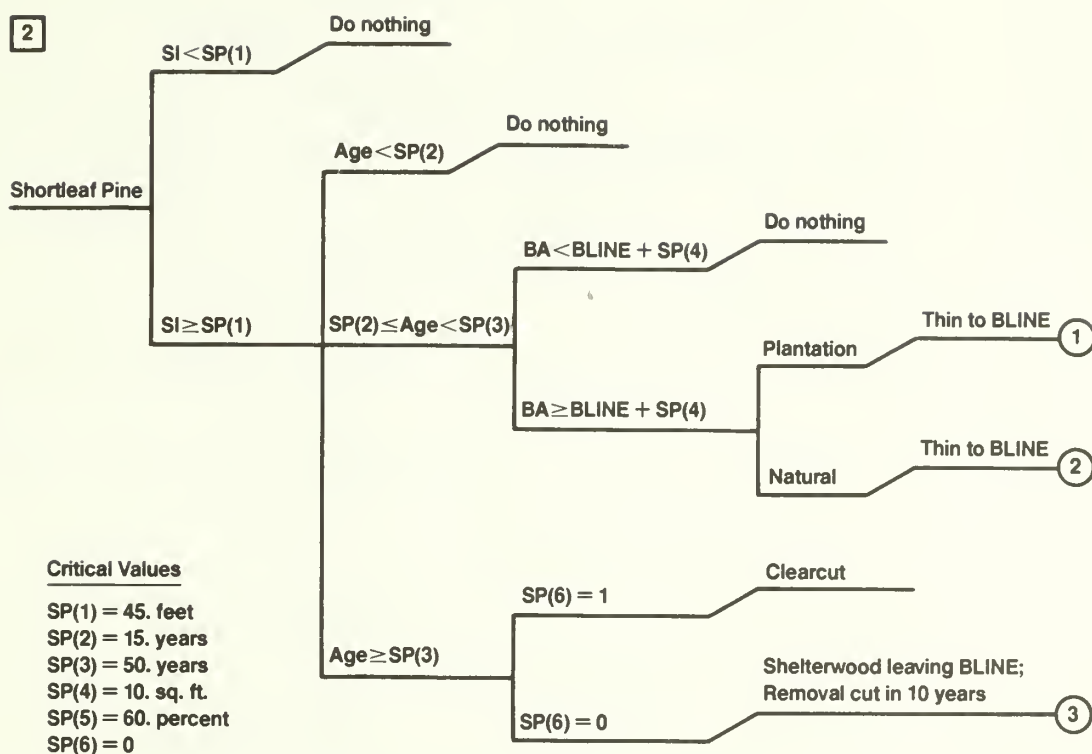 2
Do nothing
SI<SP(1)
Do nothing
Age<SP(2)
Shortleaf Pine
Do nothing
BA<BLINE + SP(4)
SI≥SP(1)
SP(2)≤Age<SP(3)
Thin to BLINE
1
Plantation
BA≥BLINE + SP(4)
Thin to BLINE
2
Natural
Critical Values
SP(1) = 45. feet
SP(2) = 15. years
SP(3) = 50. years
SP(4) = 10. sq. ft.
SP(5) = 60. percent
SP(6) = 0
Clearcut
SP(6) = 1
Age≥SP(3)
Shelterwood leaving BLINE;
Removal cut in 10 years
3
SP(6) = 0